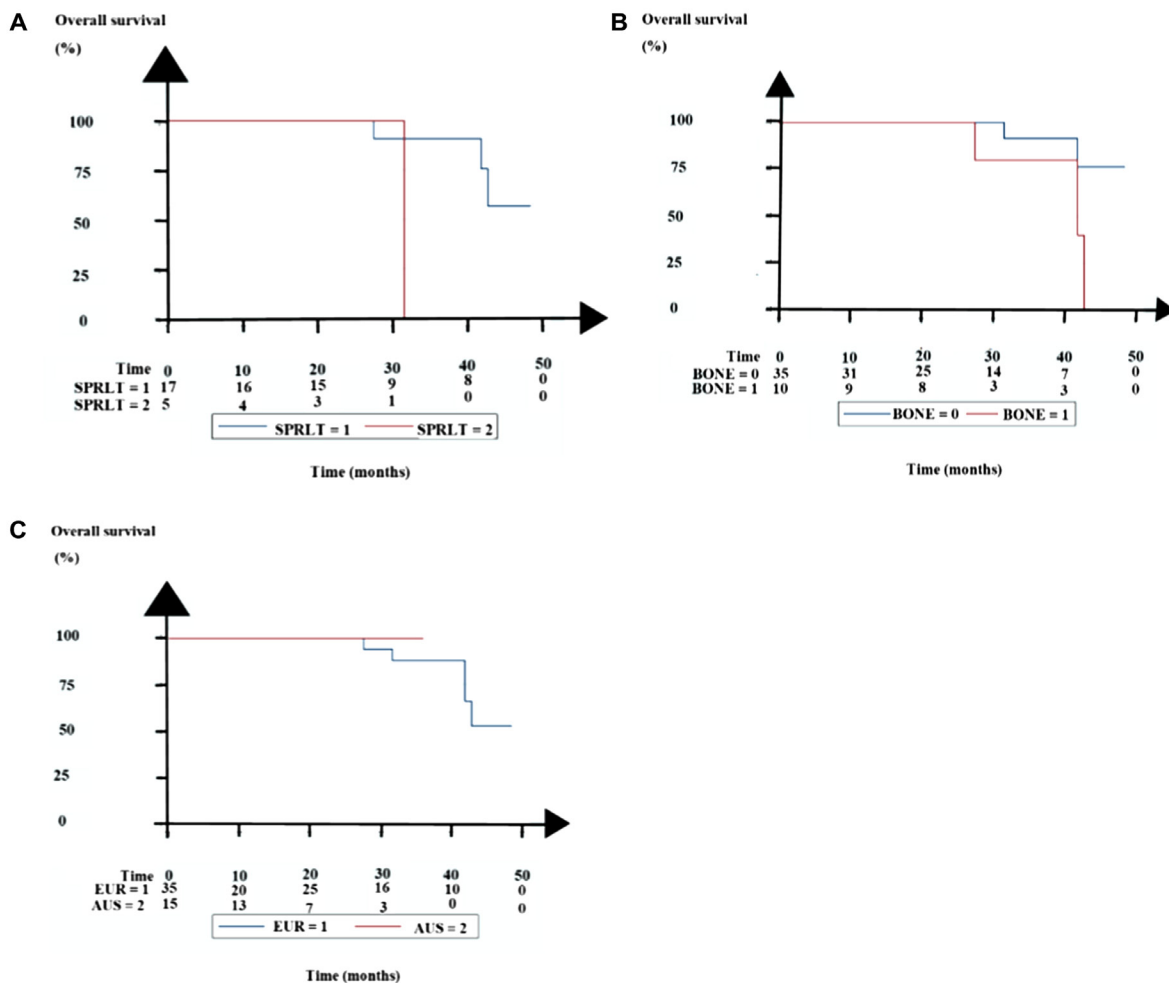 A
Overall survival
(%)
100
75
50
25
0
Time 0 10 20 30 40 50
SPRLT = 1 17 16 15 9 8 0
SPRLT = 2 5 4 3 1 0 0
SPRLT = 1 SPRLT = 2
Time (months)
B
Overall survival
(%)
100
75
50
25
0
Time 0 10 20 30 40 50
BONE = 0 35 31 25 14 7 0
BONE = 1 10 9 8 3 3 0
BONE = 0 BONE = 1
Time (months)
C
Overall survival
(%)
100
75
50
25
0
Time 0 10 20 30 40 50
EUR = 1 35 20 25 16 10 0
AUS = 2 15 13 7 3 0 0
EUR = 1 AUS = 2
Time (months)